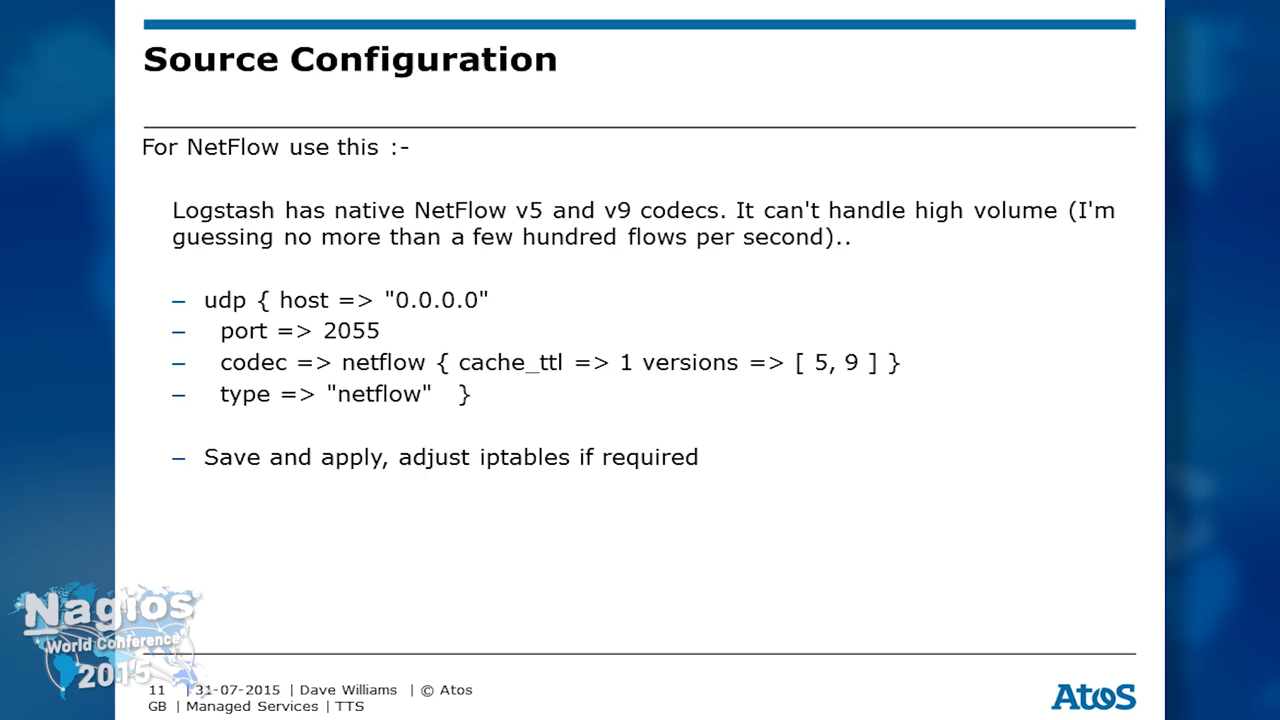 Source Configuration
For NetFlow use this :-
Logstash has native NetFlow v5 and v9 codecs. It can't handle high volume (I'm
guessing no more than a few hundred flows per second)..
– udp { host => "0.0.0.0"
– port => 2055
– codec => netflow { cache_ttl => 1 versions => [ 5, 9 ] }
– type => "netflow" }
– Save and apply, adjust iptables if required
Nagios
World Conference
2015
11 | 31-07-2015 | Dave Williams | © Atos
GB | Managed Services | TTS
Atos